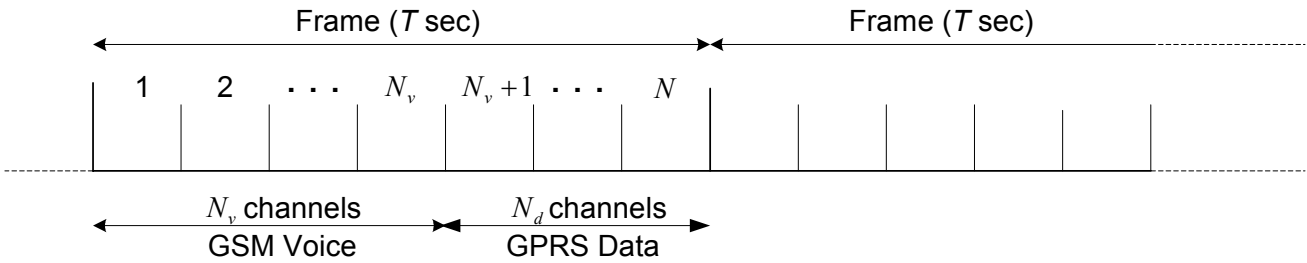 Frame (T sec) Frame (T sec)
1 2 · · · N_v N_v +1 · · · N
N_v channels N_d channels
GSM Voice GPRS Data